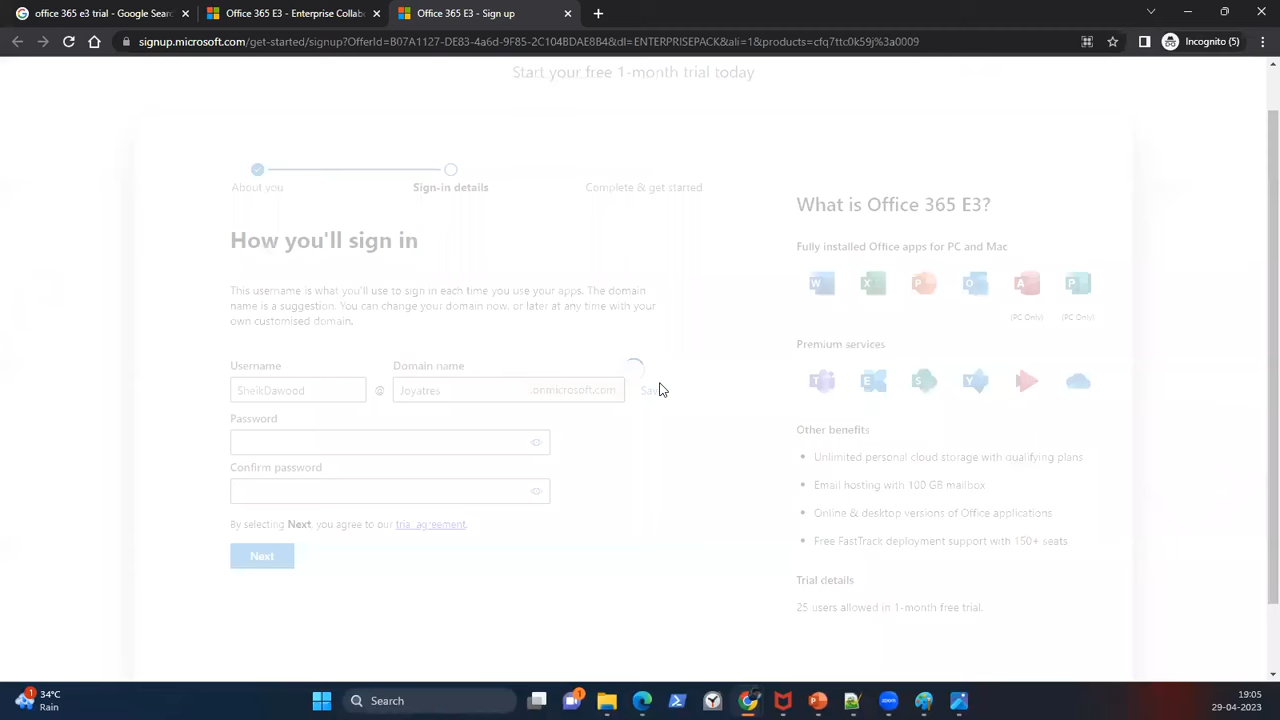 office 365 e3 trial - Google Searc
Office 365 E3 - Enterprise Collab
Office 365 E3 - Sign up
signup.microsoft.com/get-started/signup?OfferId=B07A1127-DE83-4a6d-9F85-2C104BDAE8B4&dl=ENTERPRISEPACK&ali=1&products=cfq7ttc0k59j%3a0009
Incognito (5)
Start your free 1-month trial today
About you
Sign-in details
Complete & get started
How you'll sign in
This username is what you'll use to sign in each time you use your apps. The domain
name is a suggestion. You can change your domain now, or later at any time with your
own customised domain.
Username
Domain name
SheikDawood
@
Joyatres
.onmicrosoft.com
Sav
Password
Confirm password
By selecting Next, you agree to our trial agreement.
Next
What is Office 365 E3?
Fully installed Office apps for PC and Mac
W
X
P
O
A
P
(PC Only)
(PC Only)
Premium services
T
E
S
Y
Other benefits
Unlimited personal cloud storage with qualifying plans
Email hosting with 100 GB mailbox
Online & desktop versions of Office applications
Free FastTrack deployment support with 150+ seats
Trial details
25 users allowed in 1-month free trial.
1
34°C
Rain
Search
1
zoom
19:05
29-04-2023